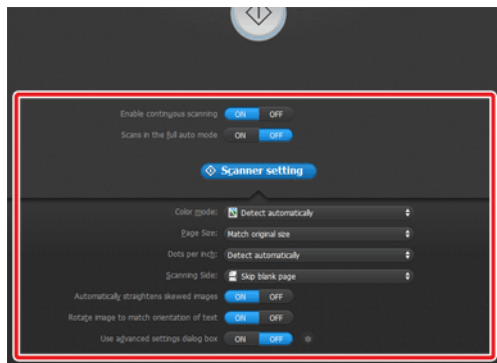 Enable continuous scanning ON OFF
Scans in the full auto mode ON OFF
Scanner setting
Color mode: Detect automatically
Page Size: Match original size
Dots per inch: Detect automatically
Scanning Side: Skip blank page
Automatically straightens skewed images ON OFF
Rotate image to match orientation of text ON OFF
Use advanced settings dialog box ON OFF